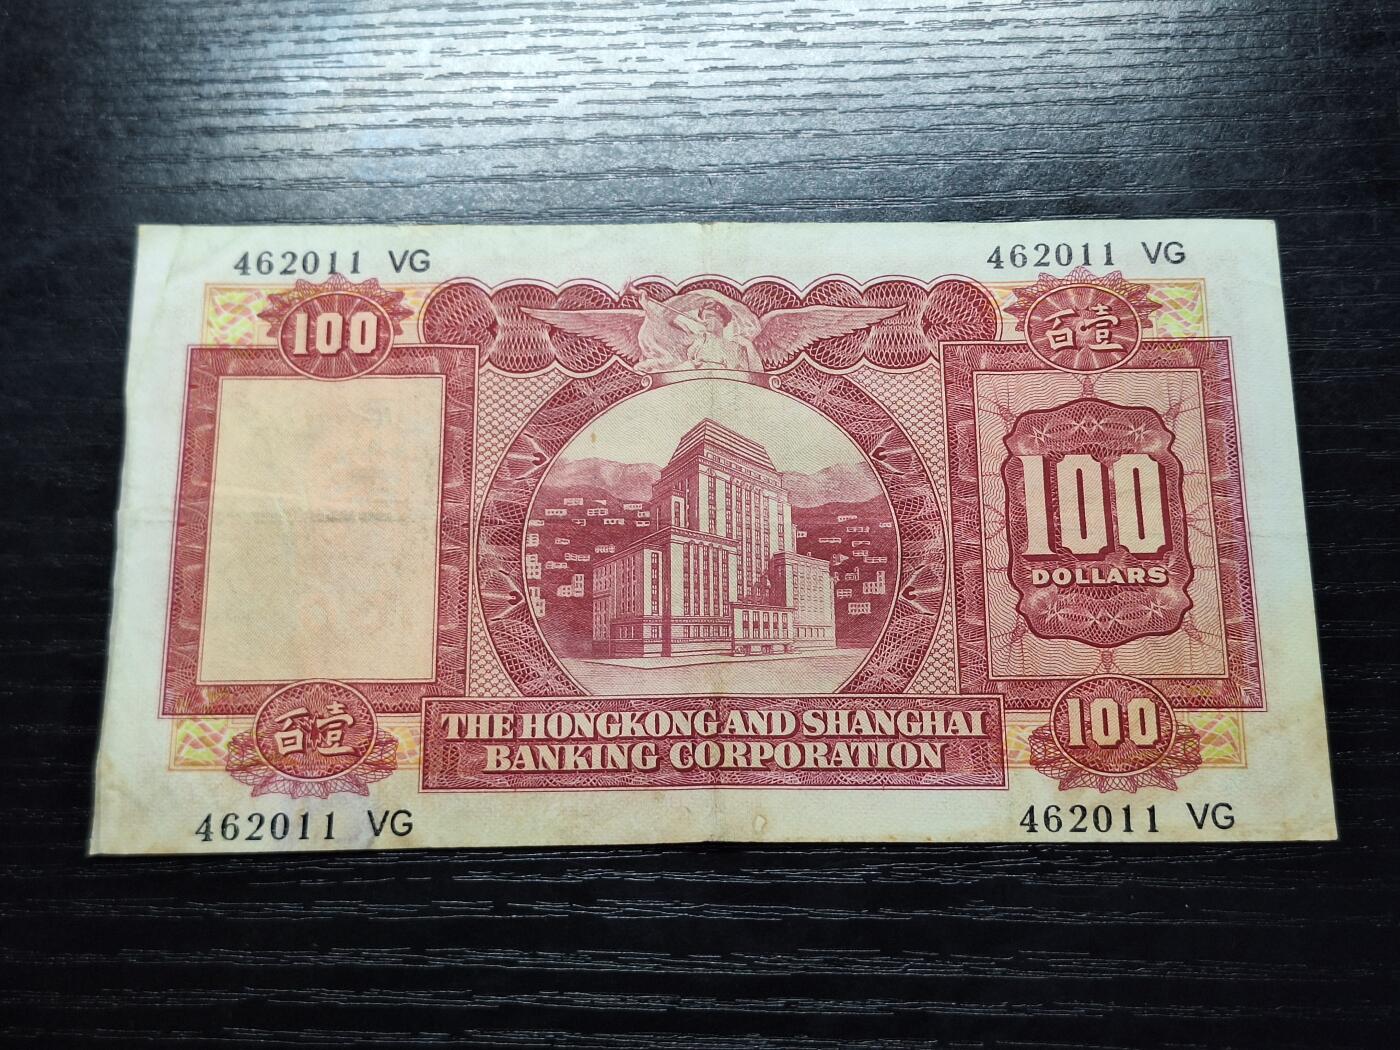 462011 VG
462011 VG
100
百壹
100
DOLLARS
百壹
THE HONGKONG AND SHANGHAI
BANKING CORPORATION
100
462011 VG
462011 VG